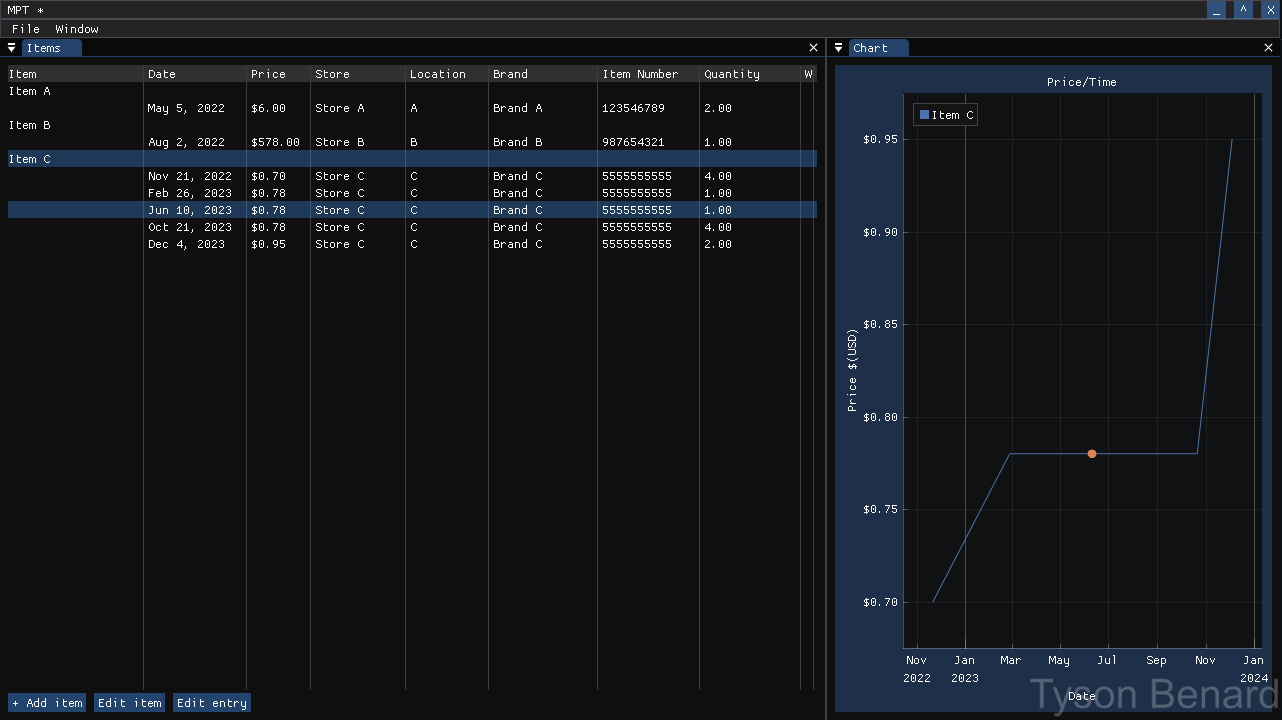 MPT *
_ ^ X
File Window
Items
Item Date Price Store Location Brand Item Number Quantity W
Item A
May 5, 2022 $6.00 Store A A Brand A 123546789 2.00
Item B
Aug 2, 2022 $578.00 Store B B Brand B 987654321 1.00
Item C
Nov 21, 2022 $0.70 Store C C Brand C 5555555555 4.00
Feb 26, 2023 $0.78 Store C C Brand C 5555555555 1.00
Jun 10, 2023 $0.78 Store C C Brand C 5555555555 1.00
Oct 21, 2023 $0.78 Store C C Brand C 5555555555 4.00
Dec 4, 2023 $0.95 Store C C Brand C 5555555555 2.00
+ Add item Edit item Edit entry
Chart
Price/Time
Item C
$0.95
$0.90
$0.85
$0.80
$0.75
$0.70
Price $(USD)
Nov Jan Mar May Jul Sep Nov Jan
2022 2023 2024
Date
Tyson Benard